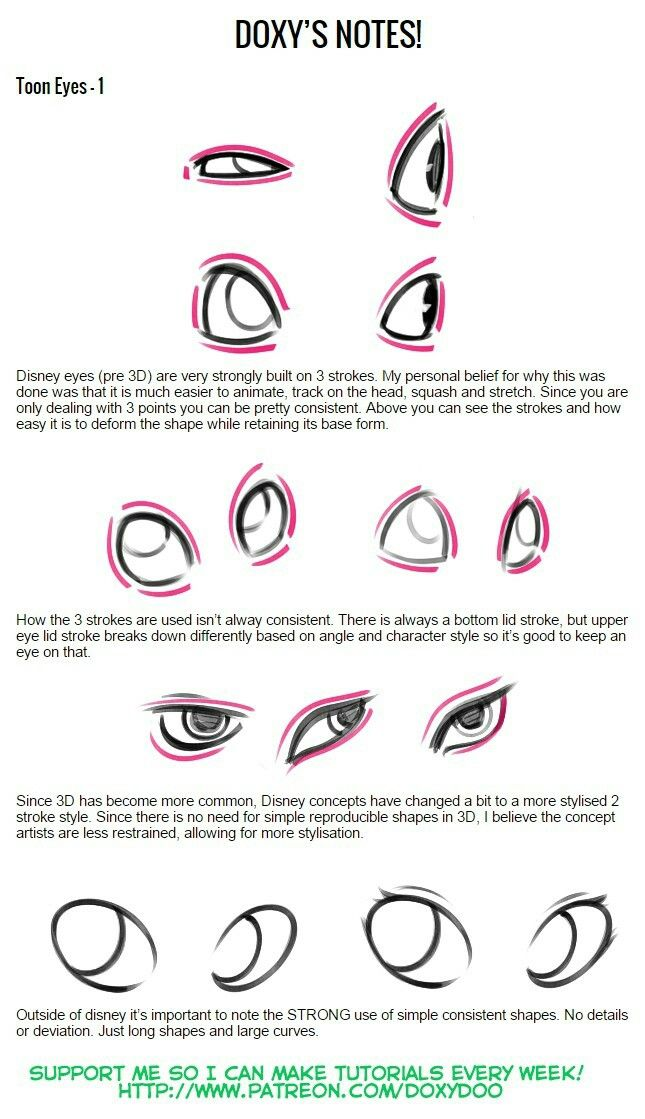 DOXY'S NOTES!
Toon Eyes - 1
Disney eyes (pre 3D) are very strongly built on 3 strokes. My personal belief for why this was
done was that it is much easier to animate, track on the head, squash and stretch. Since you are
only dealing with 3 points you can be pretty consistent. Above you can see the strokes and how
easy it is to deform the shape while retaining its base form.
How the 3 strokes are used isn't alway consistent. There is always a bottom lid stroke, but upper
eye lid stroke breaks down differently based on angle and character style so it's good to keep an
eye on that.
Since 3D has become more common, Disney concepts have changed a bit to a more stylised 2
stroke style. Since there is no need for simple reproducible shapes in 3D, I believe the concept
artists are less restrained, allowing for more stylisation.
Outside of disney it's important to note the STRONG use of simple consistent shapes. No details
or deviation. Just long shapes and large curves.
SUPPORT ME SO I CAN MAKE TUTORIALS EVERY WEEK!
HTTP://WWW.PATREON.COM/DOXYDOO